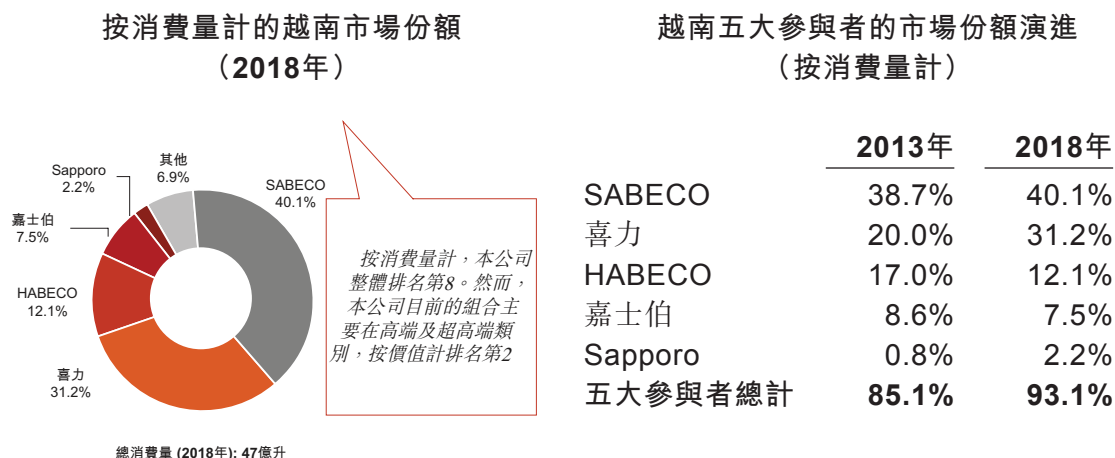 按消費量計的越南市場份額
（2018年）
其他
6.9%
Sapporo
2.2%
SABECO
40.1%
嘉士伯
7.5%
HABECO
12.1%
喜力
31.2%
按消費量計，本公司
整體排名第8。然而，
本公司目前的組合主
要在高端及超高端類
別，按價值計排名第2
總消費量 (2018年): 47億升
越南五大參與者的市場份額演進
（按消費量計）
2013年 2018年
SABECO 38.7% 40.1%
喜力 20.0% 31.2%
HABECO 17.0% 12.1%
嘉士伯 8.6% 7.5%
Sapporo 0.8% 2.2%
五大參與者總計 85.1% 93.1%